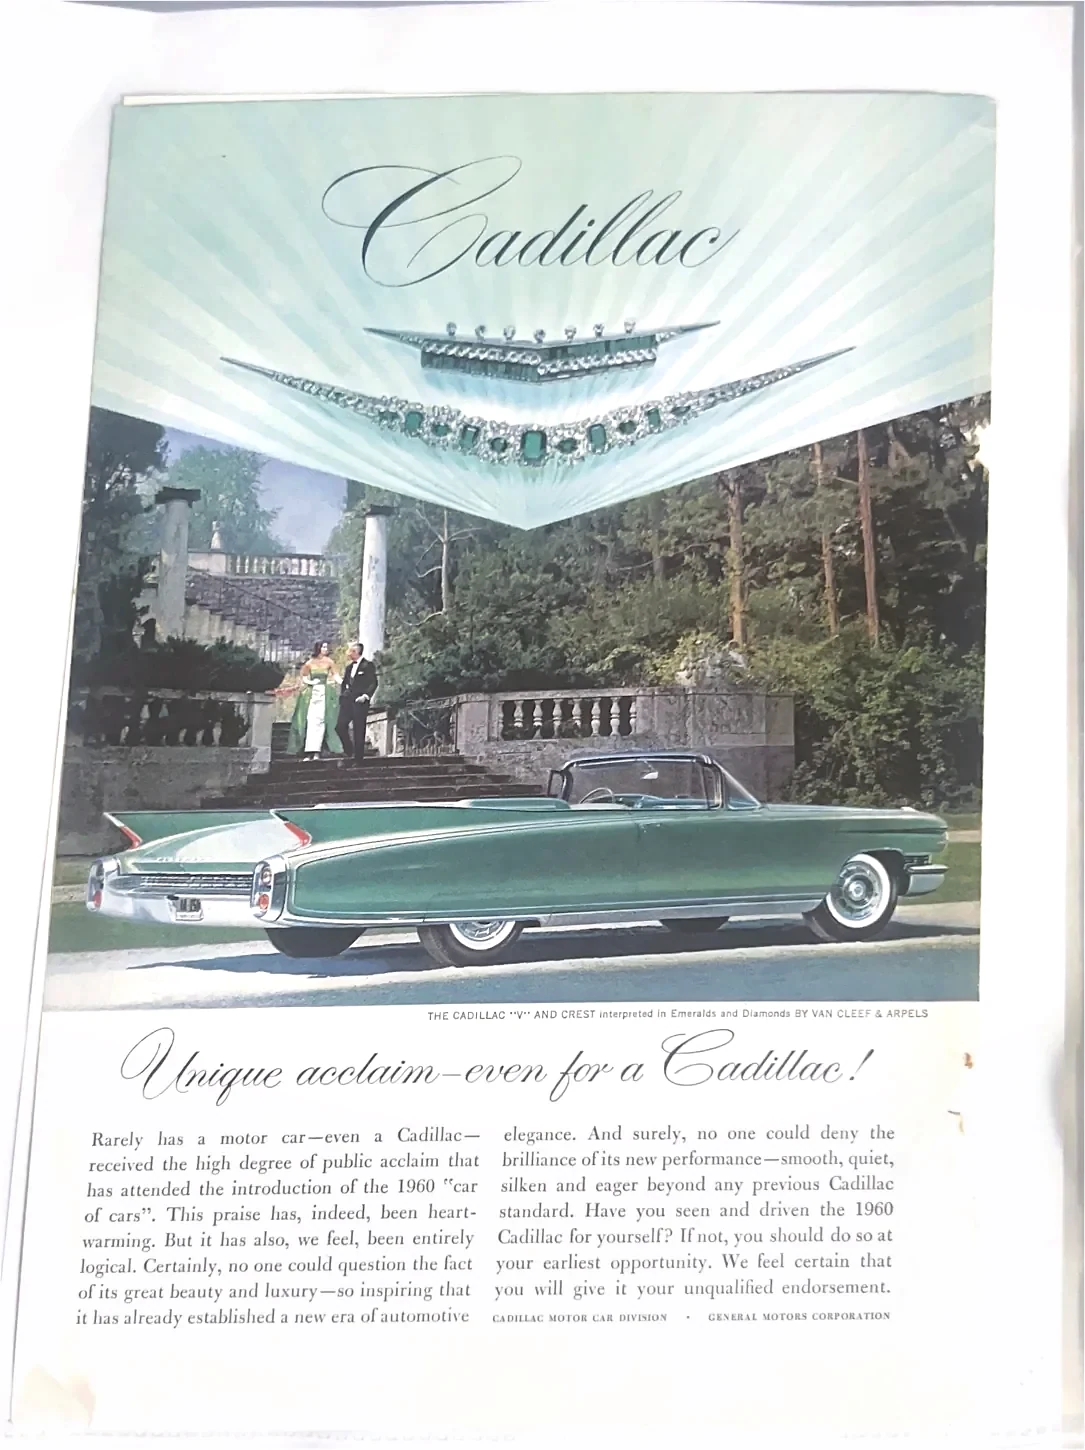 Cadillac
THE CADILLAC "V" AND CREST interpreted in Emeralds and Diamonds BY VAN CLEEF & ARPELS
Unique acclaim—even for a Cadillac!
Rarely has a motor car—even a Cadillac—
received the high degree of public acclaim that
has attended the introduction of the 1960 "car
of cars". This praise has, indeed, been heart-
warming. But it has also, we feel, been entirely
logical. Certainly, no one could question the fact
of its great beauty and luxury—so inspiring that
it has already established a new era of automotive
elegance. And surely, no one could deny the
brilliance of its new performance—smooth, quiet,
silken and eager beyond any previous Cadillac
standard. Have you seen and driven the 1960
Cadillac for yourself? If not, you should do so at
your earliest opportunity. We feel certain that
you will give it your unqualified endorsement.
CADILLAC MOTOR CAR DIVISION • GENERAL MOTORS CORPORATION